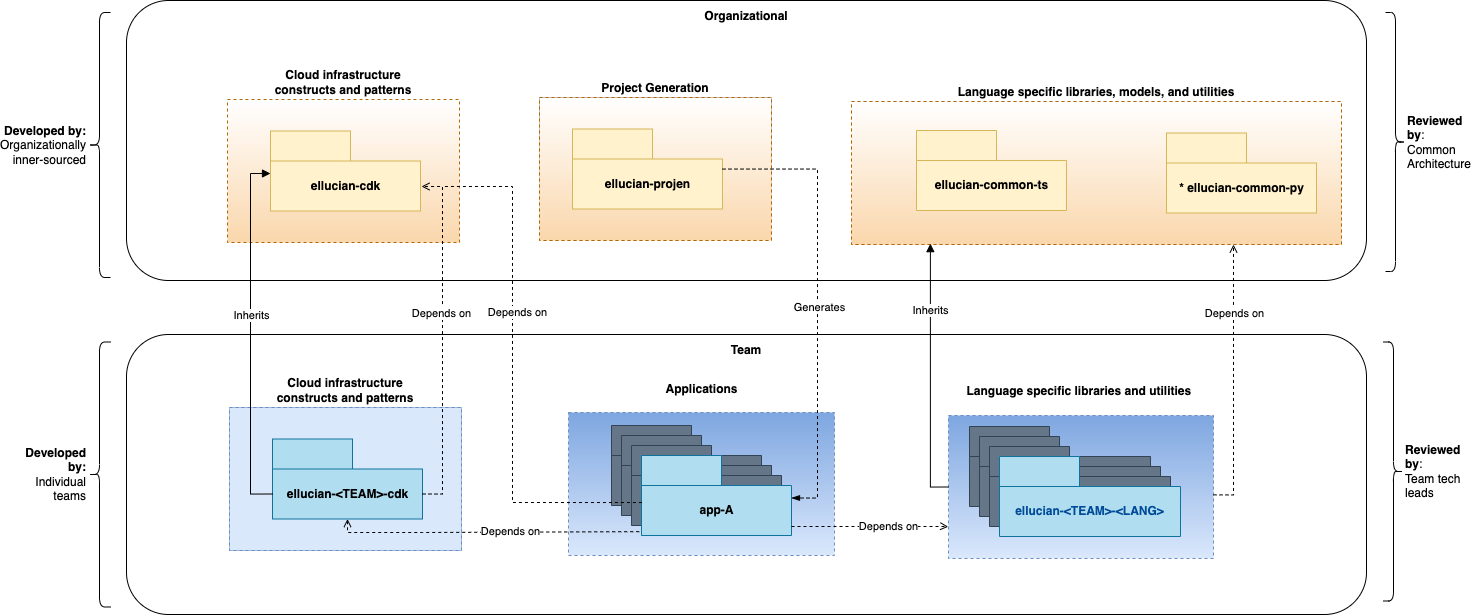 Organizational
Cloud infrastructure
constructs and patterns
Project Generation
Language specific libraries, models, and utilities
Developed by:
Organizationally
inner-sourced
Reviewed
by:
Common
Architecture
ellucian-cdk
ellucian-projen
ellucian-common-ts
* ellucian-common-py
Inherits
Depends on
Depends on
Generates
Inherits
Depends on
Team
Cloud infrastructure
constructs and patterns
Applications
Language specific libraries and utilities
Developed
by:
Individual
teams
Reviewed
by:
Team tech
leads
ellucian-<TEAM>-cdk
app-A
ellucian-<TEAM>-<LANG>
Depends on
Depends on